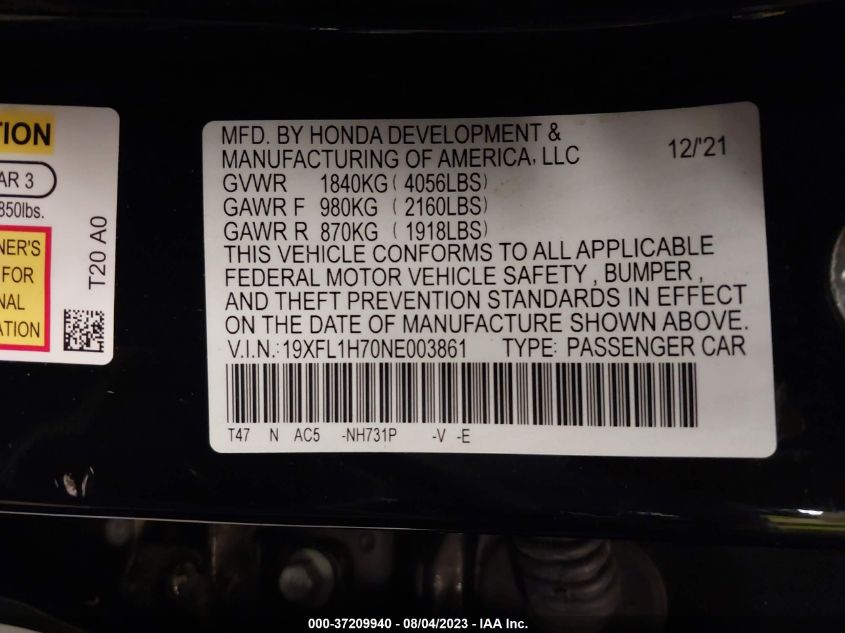 TION
AR 3
850lbs.
NER'S
FOR
NAL
ATION
T20 A0
MFD. BY HONDA DEVELOPMENT &
MANUFACTURING OF AMERICA, LLC 12/'21
GVWR 1840KG ( 4056LBS)
GAWR F 980KG ( 2160LBS)
GAWR R 870KG ( 1918LBS)
THIS VEHICLE CONFORMS TO ALL APPLICABLE
FEDERAL MOTOR VEHICLE SAFETY , BUMPER ,
AND THEFT PREVENTION STANDARDS IN EFFECT
ON THE DATE OF MANUFACTURE SHOWN ABOVE.
V.I.N.:19XFL1H70NE003861 TYPE: PASSENGER CAR
T47 N AC5 -NH731P -V -E
000-37209940 - 08/04/2023 - IAA Inc.